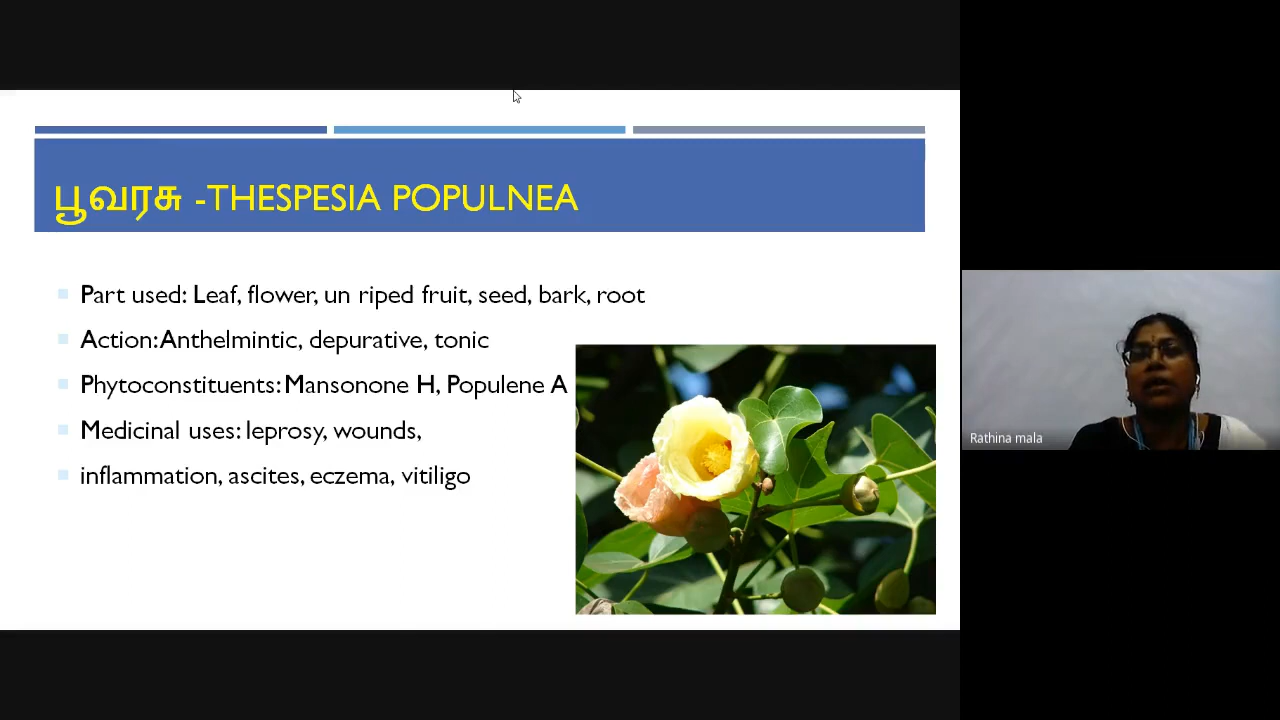 பூவரசு -THESPESIA POPULNEA
Part used: Leaf, flower, un riped fruit, seed, bark, root
Action: Anthelmintic, depurative, tonic
Phytoconstituents: Mansonone H, Populene A
Medicinal uses: leprosy, wounds,
inflammation, ascites, eczema, vitiligo
Rathina mala